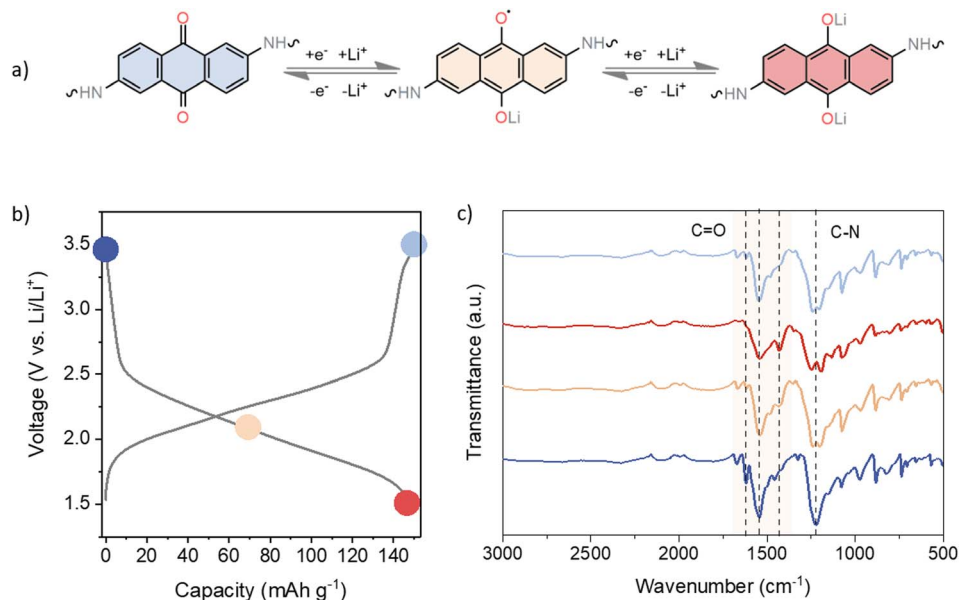 O O• OLi
NH NH NH
+e⁻ +Li⁺ +e⁻ +Li⁺
a)
-e⁻ -Li⁺ -e⁻ -Li⁺
HN HN HN
O OLi OLi
b)
Voltage (V vs. Li/Li⁺)
3.5
3.0
2.5
2.0
1.5
0 20 40 60 80 100 120 140
Capacity (mAh g⁻¹)
c)
C=O C-N
Transmittance (a.u.)
3000 2500 2000 1500 1000 500
Wavenumber (cm⁻¹)